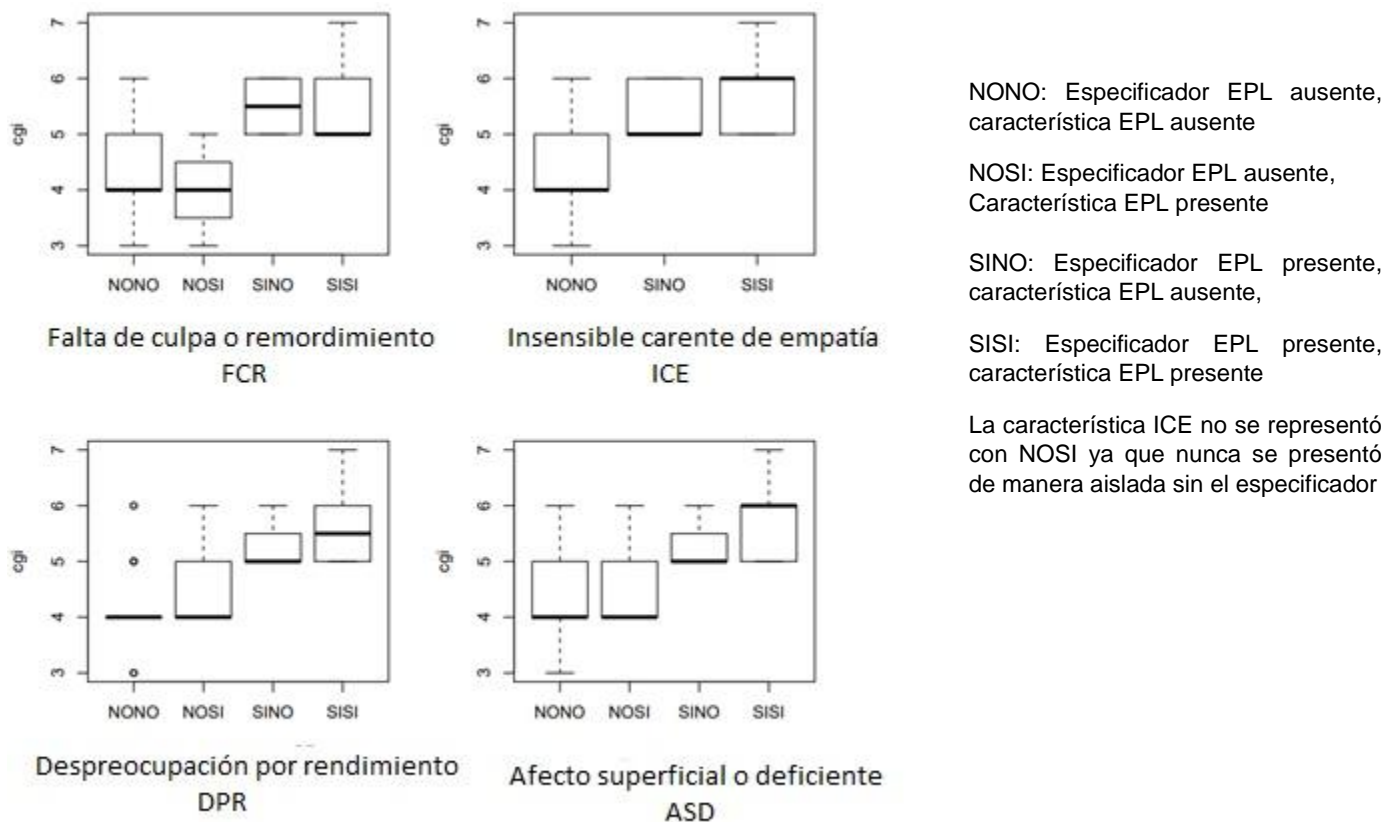 7
6
5
4
3
cgi
NONO NOSI SINO SISI
Falta de culpa o remordimiento
FCR
7
6
5
4
3
NONO SINO SISI
Insensible carente de empatía
ICE
7
6
5
4
3
cgi
NONO NOSI SINO SISI
Despreocupación por rendimiento
DPR
7
6
5
4
3
cgi
NONO NOSI SINO SISI
Afecto superficial o deficiente
ASD
NONO: Especificador EPL ausente,
característica EPL ausente
NOSI: Especificador EPL ausente,
Característica EPL presente
SINO: Especificador EPL presente,
característica EPL ausente,
SISI: Especificador EPL presente,
característica EPL presente
La característica ICE no se representó
con NOSI ya que nunca se presentó
de manera aislada sin el especificador